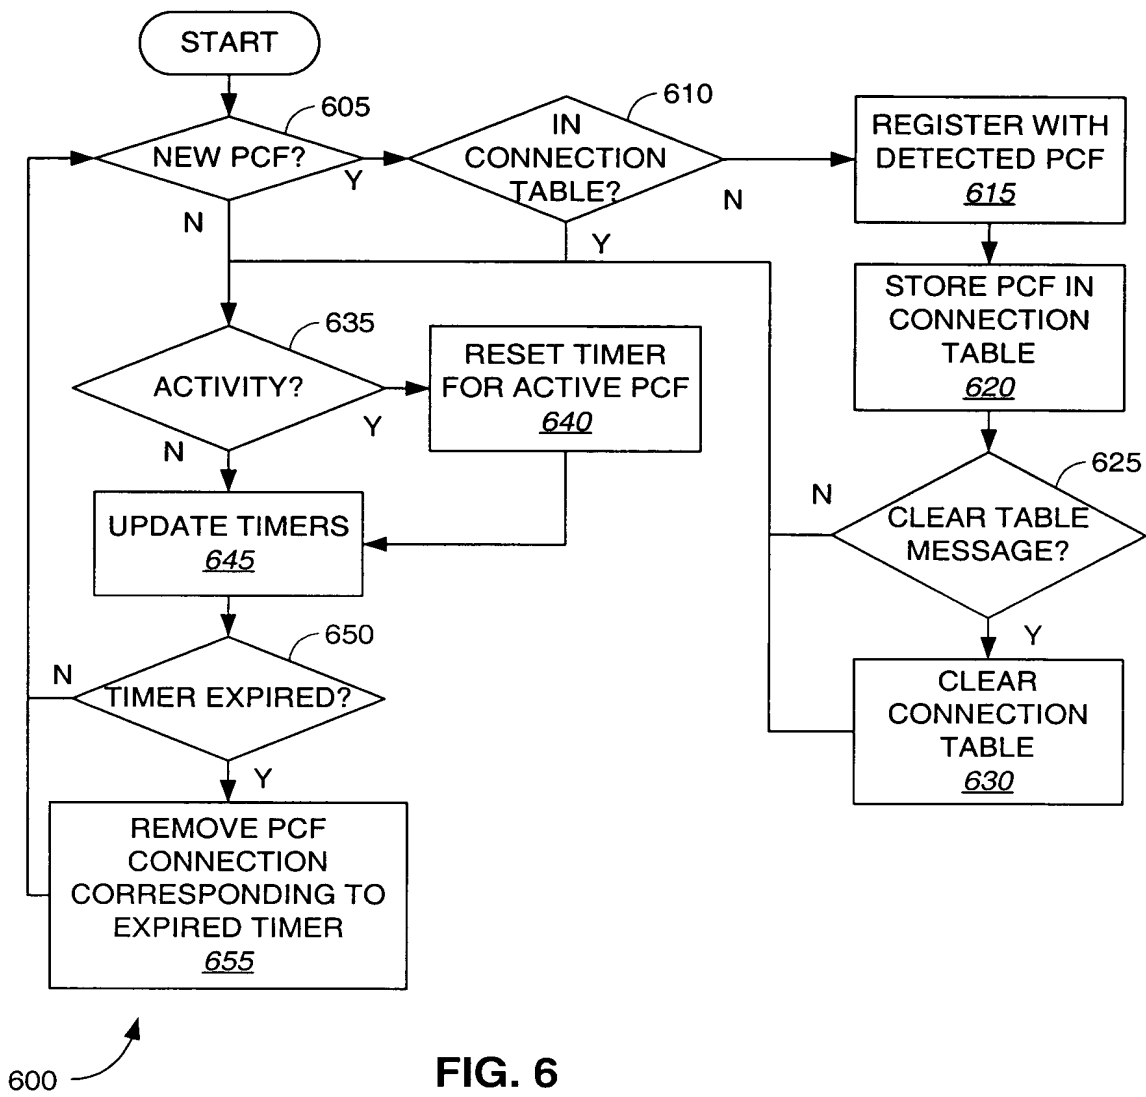 START
605
NEW PCF?
Y
N
610
IN
CONNECTION
TABLE?
N
Y
REGISTER WITH
DETECTED PCF
615
STORE PCF IN
CONNECTION
TABLE
620
625
CLEAR TABLE
MESSAGE?
N
Y
CLEAR
CONNECTION
TABLE
630
635
ACTIVITY?
Y
N
RESET TIMER
FOR ACTIVE PCF
640
UPDATE TIMERS
645
650
TIMER EXPIRED?
N
Y
REMOVE PCF
CONNECTION
CORRESPONDING TO
EXPIRED TIMER
655
600
FIG. 6